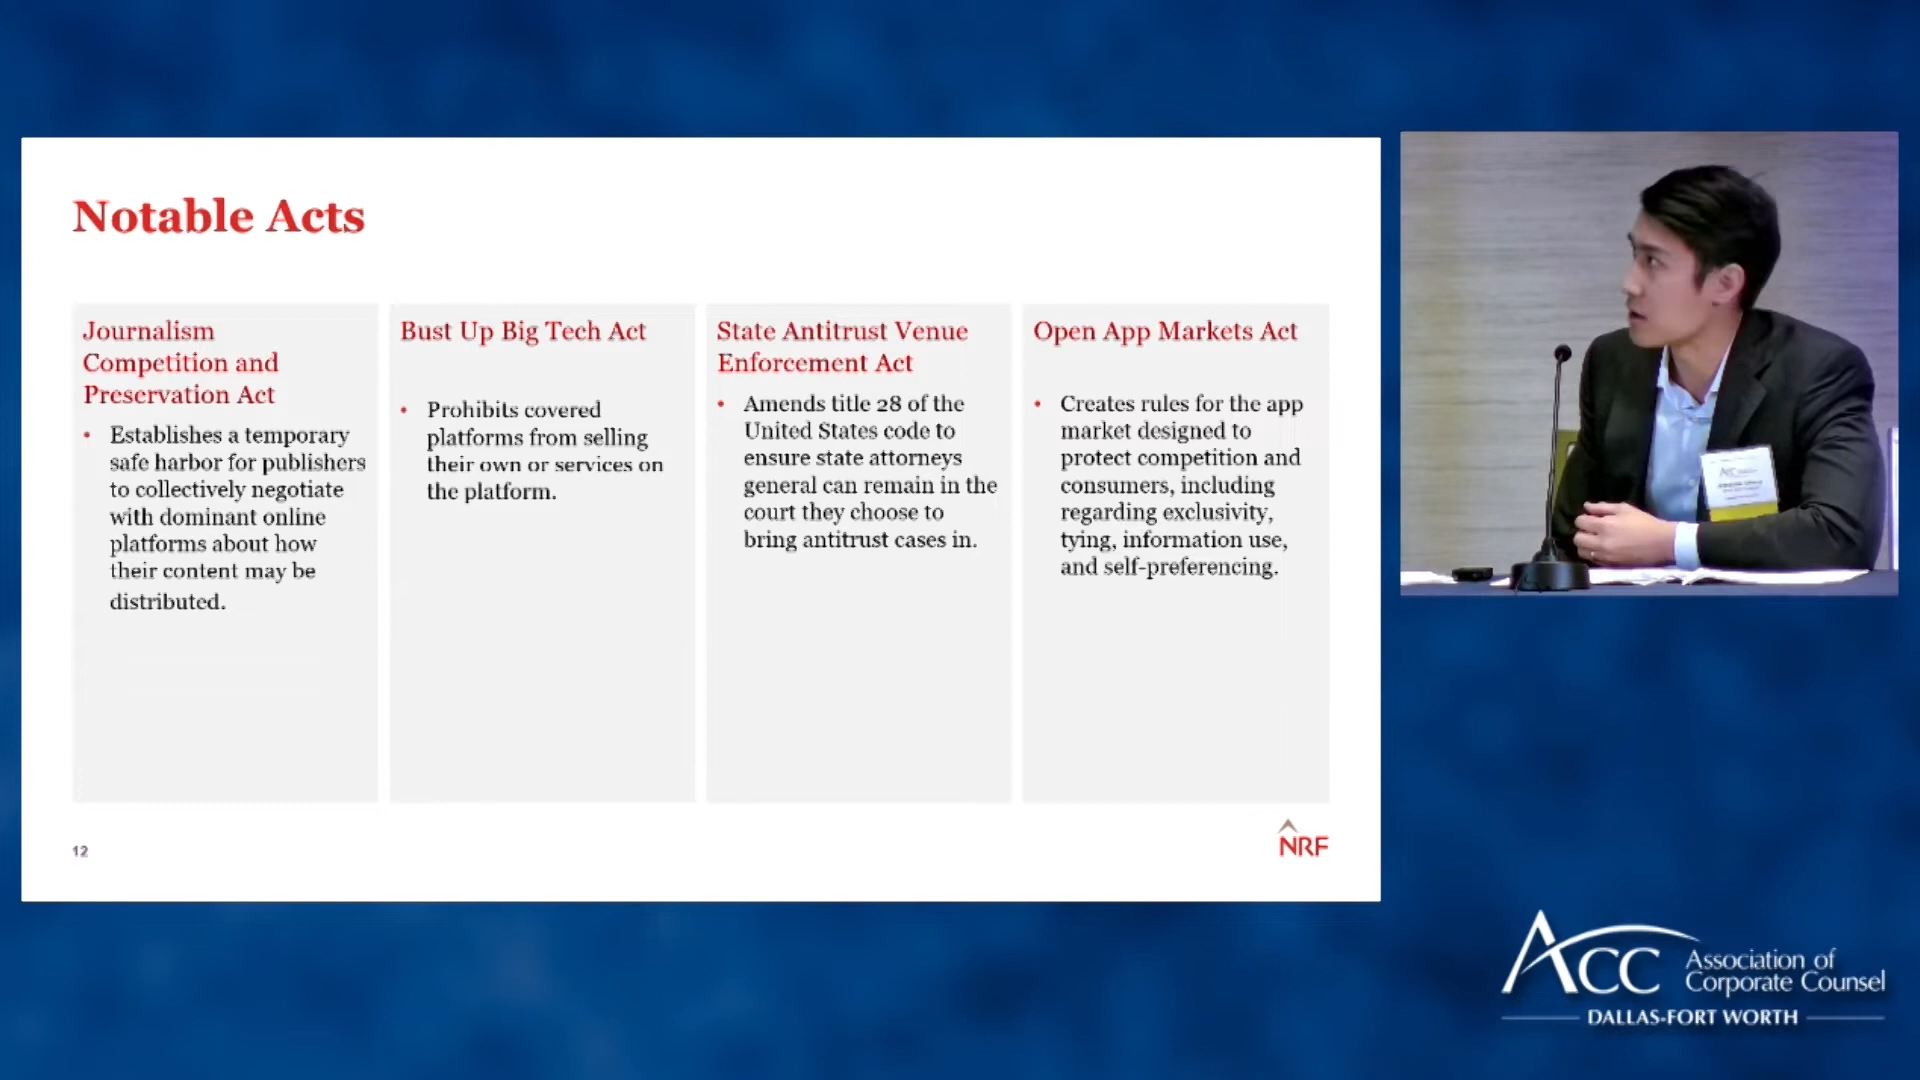 Notable Acts
Journalism
Competition and
Preservation Act
• Establishes a temporary
safe harbor for publishers
to collectively negotiate
with dominant online
platforms about how
their content may be
distributed.
Bust Up Big Tech Act
• Prohibits covered
platforms from selling
their own or services on
the platform.
State Antitrust Venue
Enforcement Act
• Amends title 28 of the
United States code to
ensure state attorneys
general can remain in the
court they choose to
bring antitrust cases in.
Open App Markets Act
• Creates rules for the app
market designed to
protect competition and
consumers, including
regarding exclusivity,
tying, information use,
and self-preferencing.
12
NRF
ACC
ACC Association of
Corporate Counsel
DALLAS-FORT WORTH